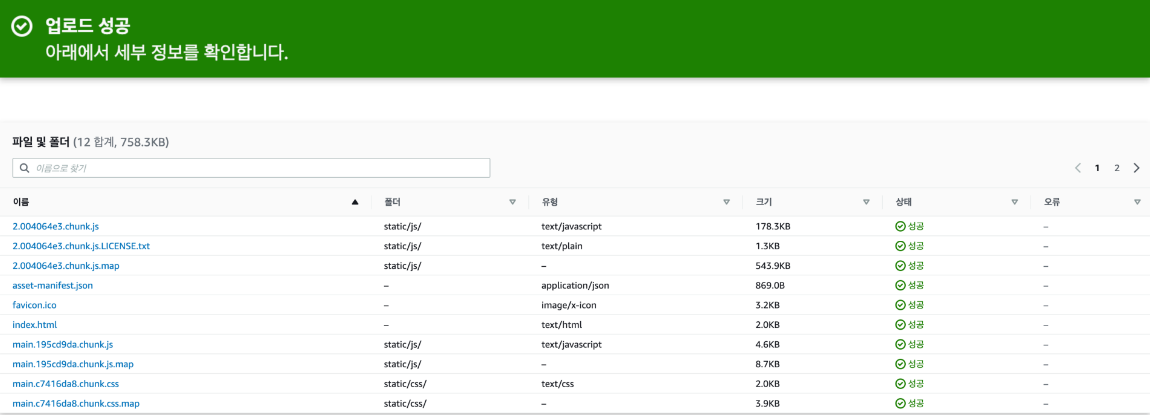 업로드 성공
아래에서 세부 정보를 확인합니다.
파일 및 폴더 (12 합계, 758.3KB)
이름으로 찾기
1 2
이름 폴더 유형 크기 상태 오류
2.004064e3.chunk.js static/js/ text/javascript 178.3KB 성공 –
2.004064e3.chunk.js.LICENSE.txt static/js/ text/plain 1.3KB 성공 –
2.004064e3.chunk.js.map static/js/ – 543.9KB 성공 –
asset-manifest.json – application/json 869.0B 성공 –
favicon.ico – image/x-icon 3.2KB 성공 –
index.html – text/html 2.0KB 성공 –
main.195cd9da.chunk.js static/js/ text/javascript 4.6KB 성공 –
main.195cd9da.chunk.js.map static/js/ – 8.7KB 성공 –
main.c7416da8.chunk.css static/css/ text/css 2.0KB 성공 –
main.c7416da8.chunk.css.map static/css/ – 3.9KB 성공 –